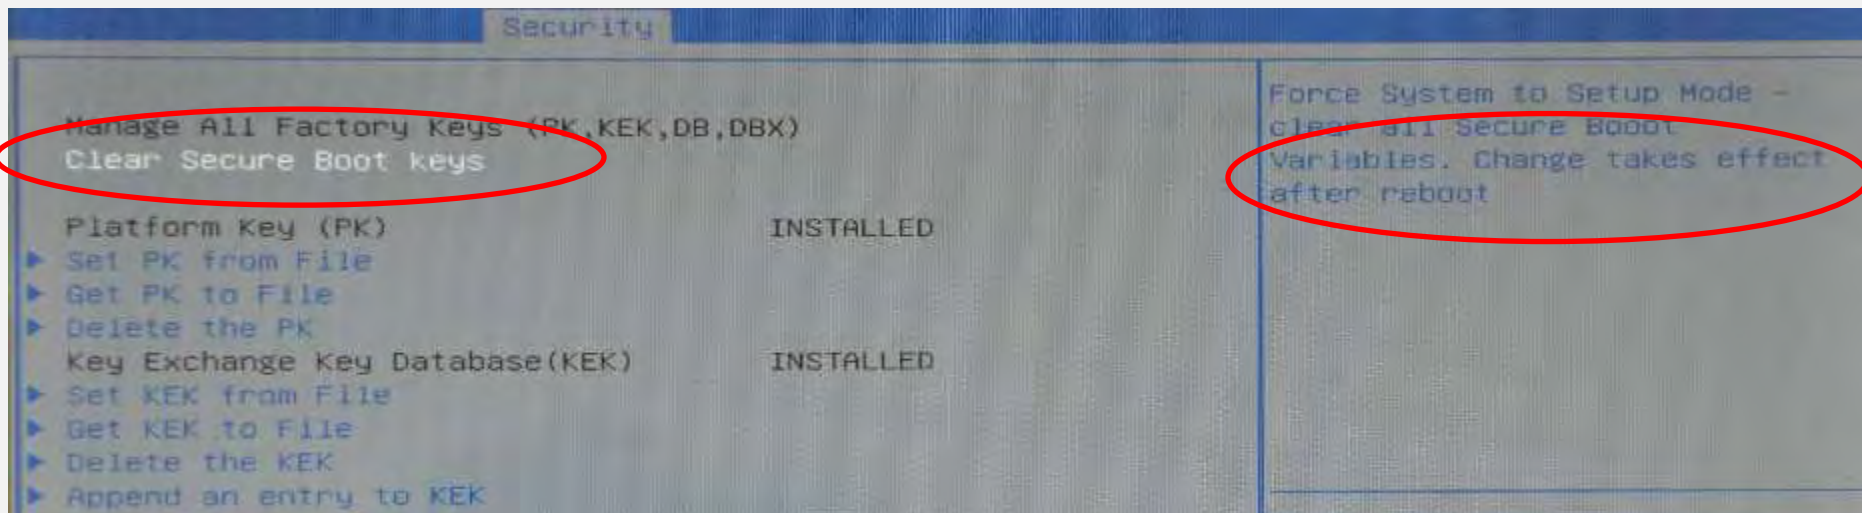 Security
Manage All Factory Keys (PK,KEK,DB,DBX)
Clear Secure Boot keys
Platform Key (PK) INSTALLED
Set PK from File
Get PK to File
Delete the PK
Key Exchange Key Database(KEK) INSTALLED
Set KEK from File
Get KEK to File
Delete the KEK
Append an entry to KEK
Force System to Setup Mode -
clear all Secure Booot
Variables. Change takes effect
after reboot